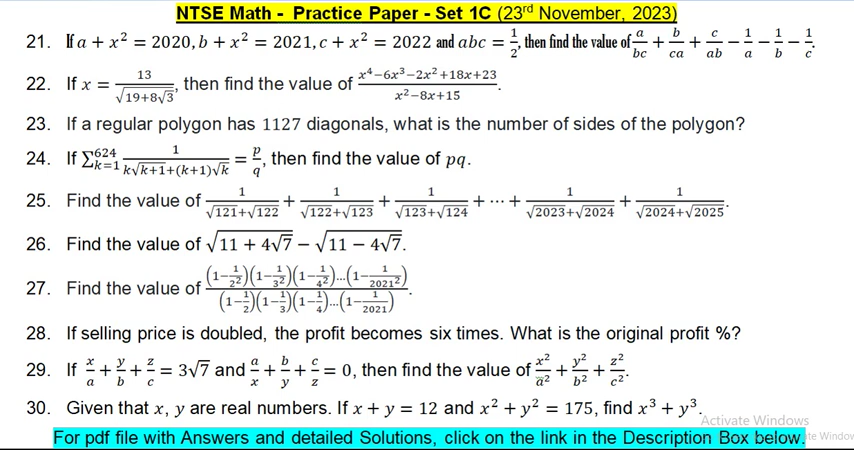 NTSE Math - Practice Paper - Set 1C (23rd November, 2023)
21. If a + x² = 2020, b + x² = 2021, c + x² = 2022 and abc = 1/2, then find the value of a/bc + b/ca + c/ab − 1/a − 1/b − 1/c.
22. If x = 13/√(19+8√3), then find the value of (x⁴−6x³−2x²+18x+23)/(x²−8x+15).
23. If a regular polygon has 1127 diagonals, what is the number of sides of the polygon?
24. If ∑_{k=1}^{624} 1/(k√(k+1)+(k+1)√k) = p/q, then find the value of pq.
25. Find the value of 1/(√121+√122) + 1/(√122+√123) + 1/(√123+√124) + ⋯ + 1/(√2023+√2024) + 1/(√2024+√2025).
26. Find the value of √(11 + 4√7) − √(11 − 4√7).
27. Find the value of ((1−1/2²)(1−1/3²)(1−1/4²)…(1−1/2021²))/((1−1/2)(1−1/3)(1−1/4)…(1−1/2021))
28. If selling price is doubled, the profit becomes six times. What is the original profit %?
29. If x/a + y/b + z/c = 3√7 and a/x + b/y + c/z = 0, then find the value of x²/a² + y²/b² + z²/c².
30. Given that x, y are real numbers. If x + y = 12 and x² + y² = 175, find x³ + y³.
Activate Windows
For pdf file with Answers and detailed Solutions, click on the link in the Description Box below.
te Window